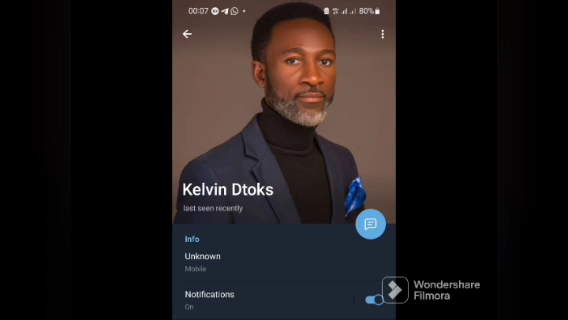 00:07
80%
Kelvin Dtoks
last seen recently
Info
Unknown
Mobile
Notifications
On
Wondershare
Filmora